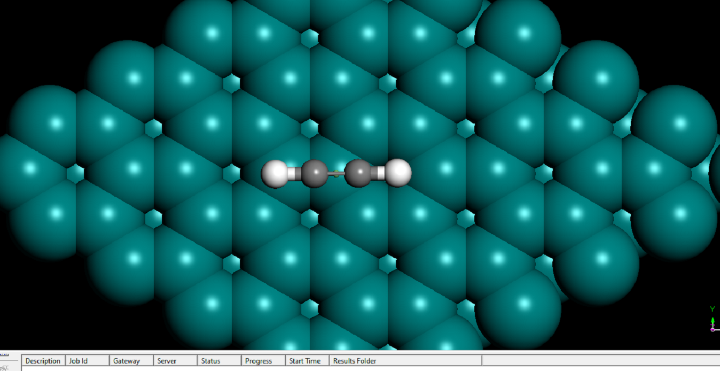 Y
Description Job Id Gateway Server Status Progress Start Time Results Folder